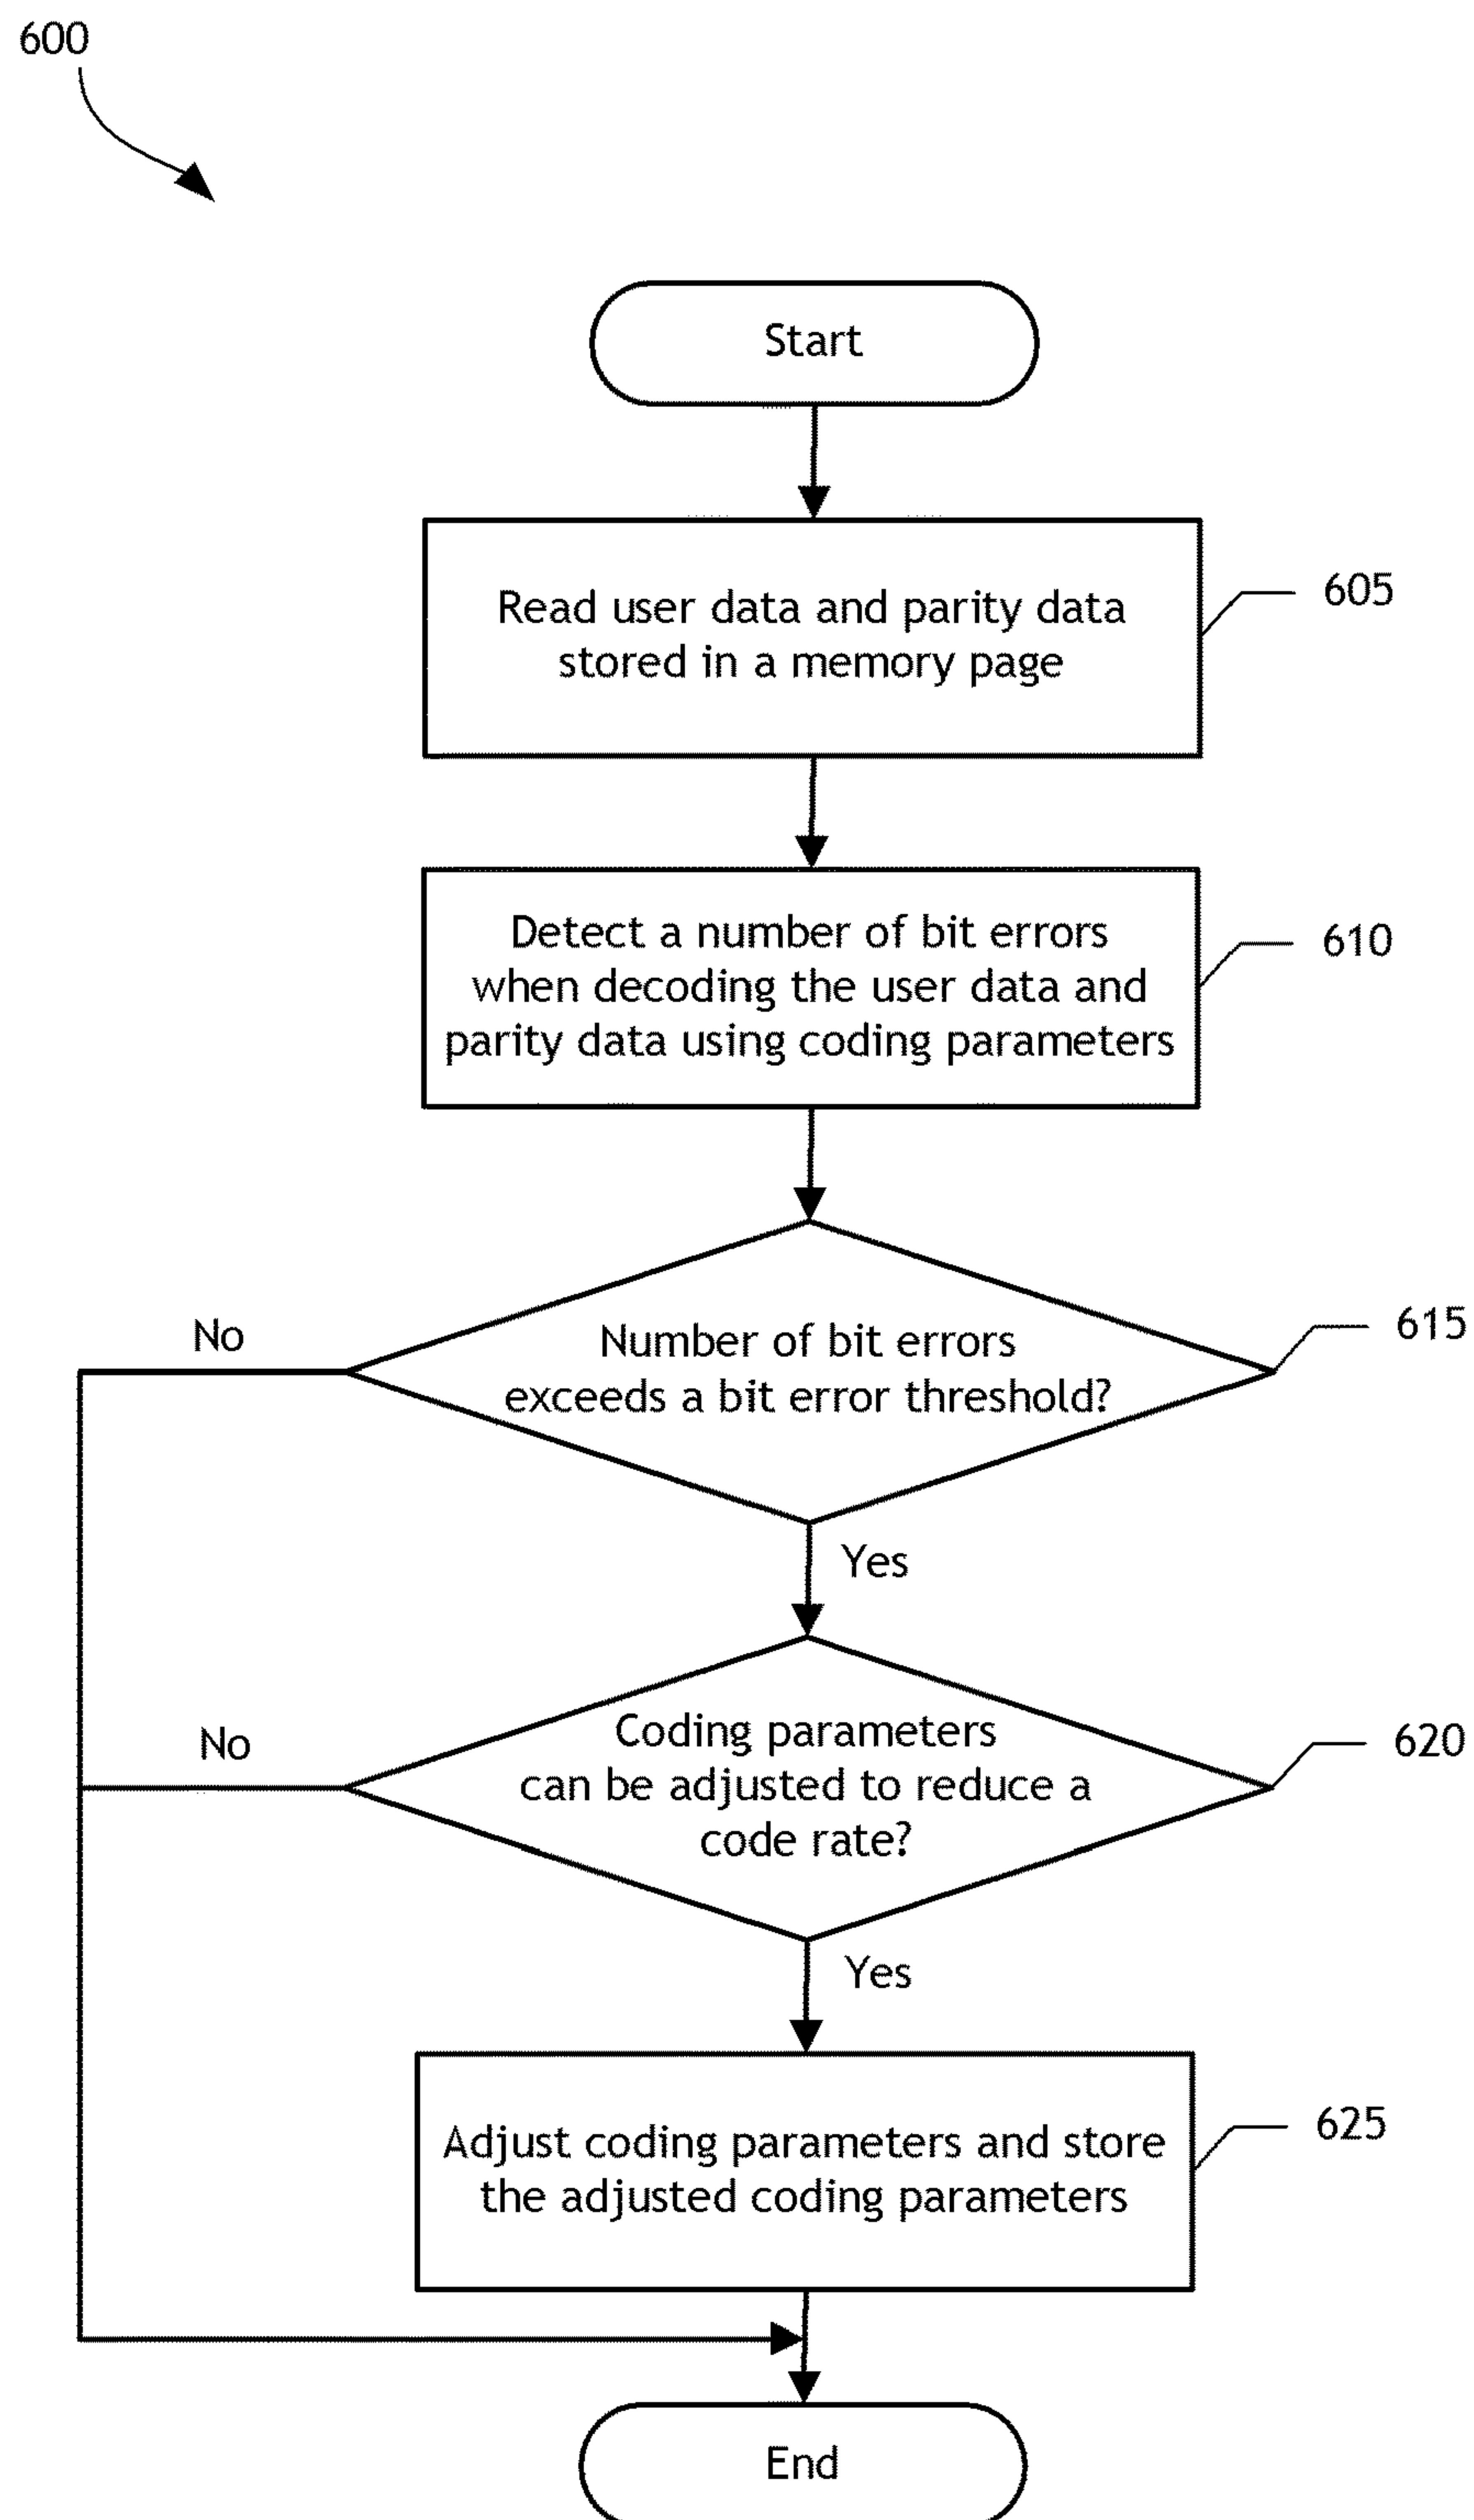 600
Start
Read user data and parity data
stored in a memory page
605
Detect a number of bit errors
when decoding the user data and
parity data using coding parameters
610
Number of bit errors
exceeds a bit error threshold?
615
No
Yes
Coding parameters
can be adjusted to reduce a
code rate?
620
No
Yes
Adjust coding parameters and store
the adjusted coding parameters
625
End